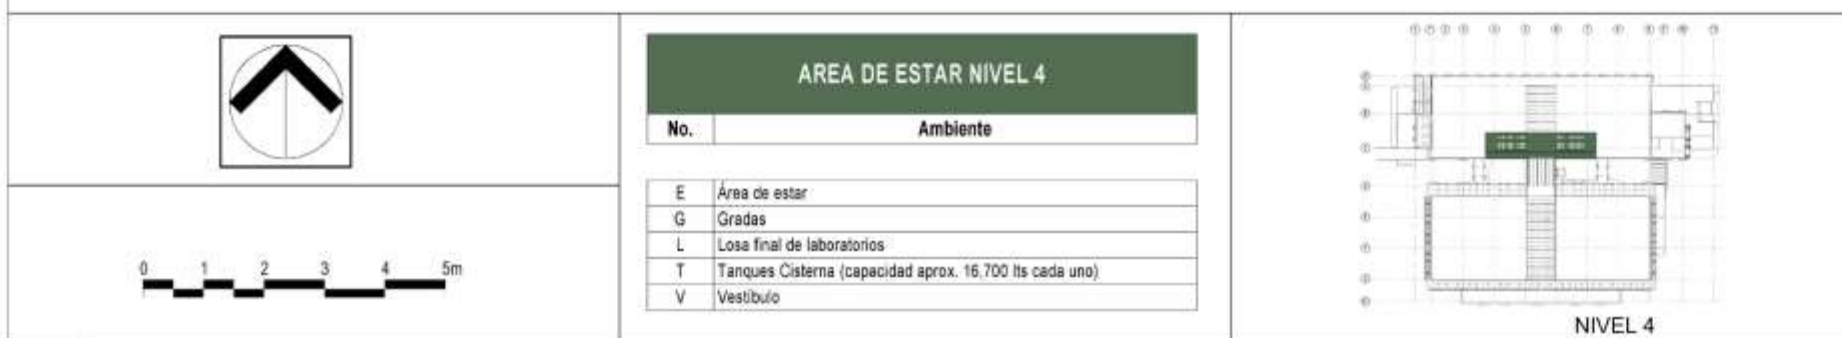 AREA DE ESTAR NIVEL 4
No. Ambiente
E Área de estar
G Gradas
L Losa final de laboratorios
T Tanques Cisterna (capacidad aprox. 16,700 lts cada uno)
V Vestíbulo
0 1 2 3 4 5m
NIVEL 4